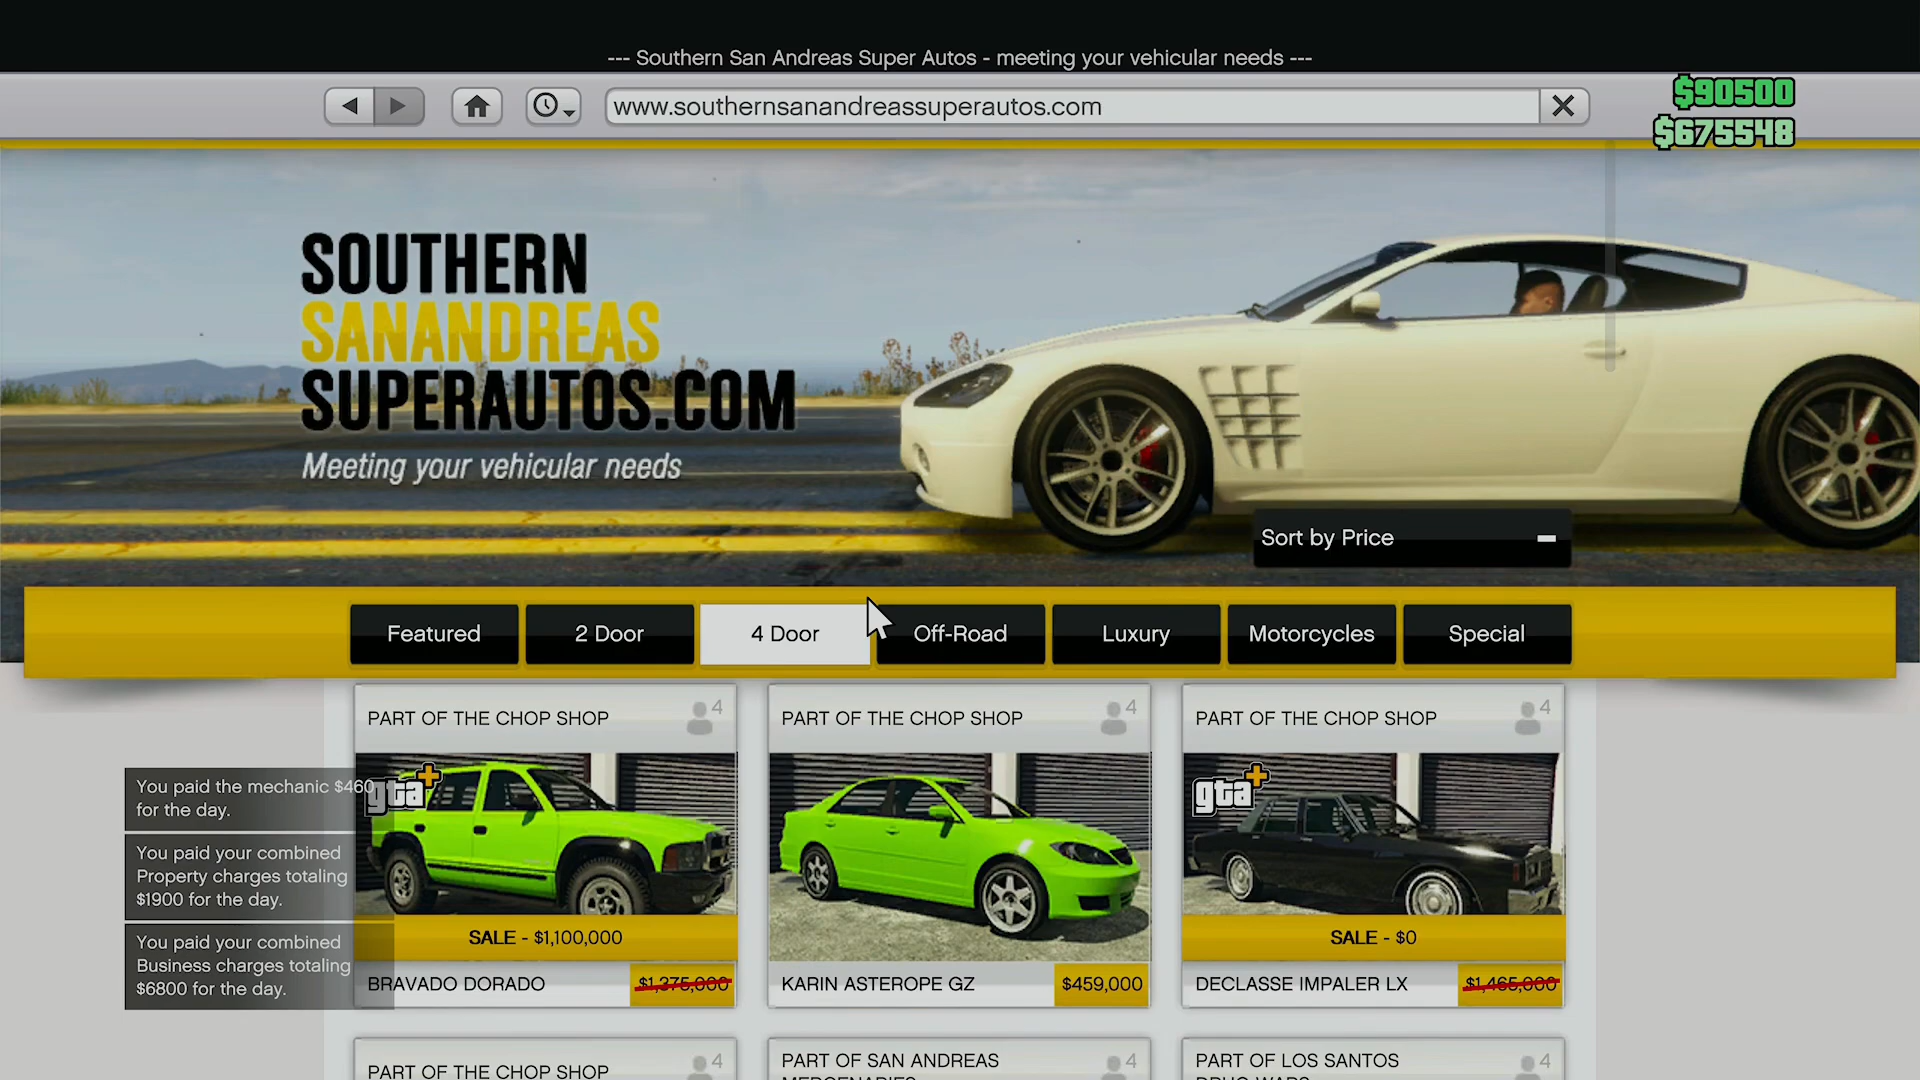 --- Southern San Andreas Super Autos - meeting your vehicular needs ---
www.southernsanandreassuperautos.com
$90500
$675548
SOUTHERN
SANANDREAS
SUPERAUTOS.COM
Meeting your vehicular needs
Sort by Price
Featured
2 Door
4 Door
Off-Road
Luxury
Motorcycles
Special
PART OF THE CHOP SHOP
4
gta+
SALE - $1,100,000
BRAVADO DORADO
$1,375,000
PART OF THE CHOP SHOP
4
KARIN ASTEROPE GZ
$459,000
PART OF THE CHOP SHOP
4
gta+
SALE - $0
DECLASSE IMPALER LX
$1,465,000
You paid the mechanic $460
for the day.
You paid your combined
Property charges totaling
$1900 for the day.
You paid your combined
Business charges totaling
$6800 for the day.
PART OF THE CHOP SHOP
4
PART OF SAN ANDREAS
MERCENARIES
4
PART OF LOS SANTOS
DRUG WARS
4